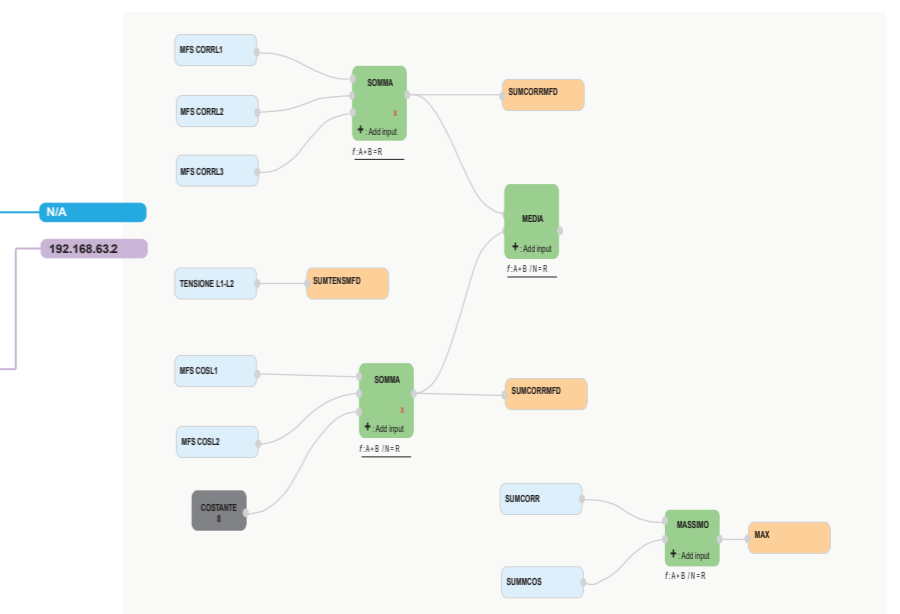 MFS CORRL1
SOMMA
SUMCORRMFD
MFS CORRL2
x
+ : Add input
f:A+B=R
MFS CORRL3
N/A
MEDIA
192.168.63.2
+ : Add input
f:A+B /N=R
TENSIONE L1-L2
SUMTENSMFD
MFS COSL1
SOMMA
SUMCORRMFD
x
+ : Add input
MFS COSL2
f:A+B /N=R
COSTANTE
8
SUMCORR
MASSIMO
MAX
+ : Add input
f:A+B /N=R
SUMMCOS